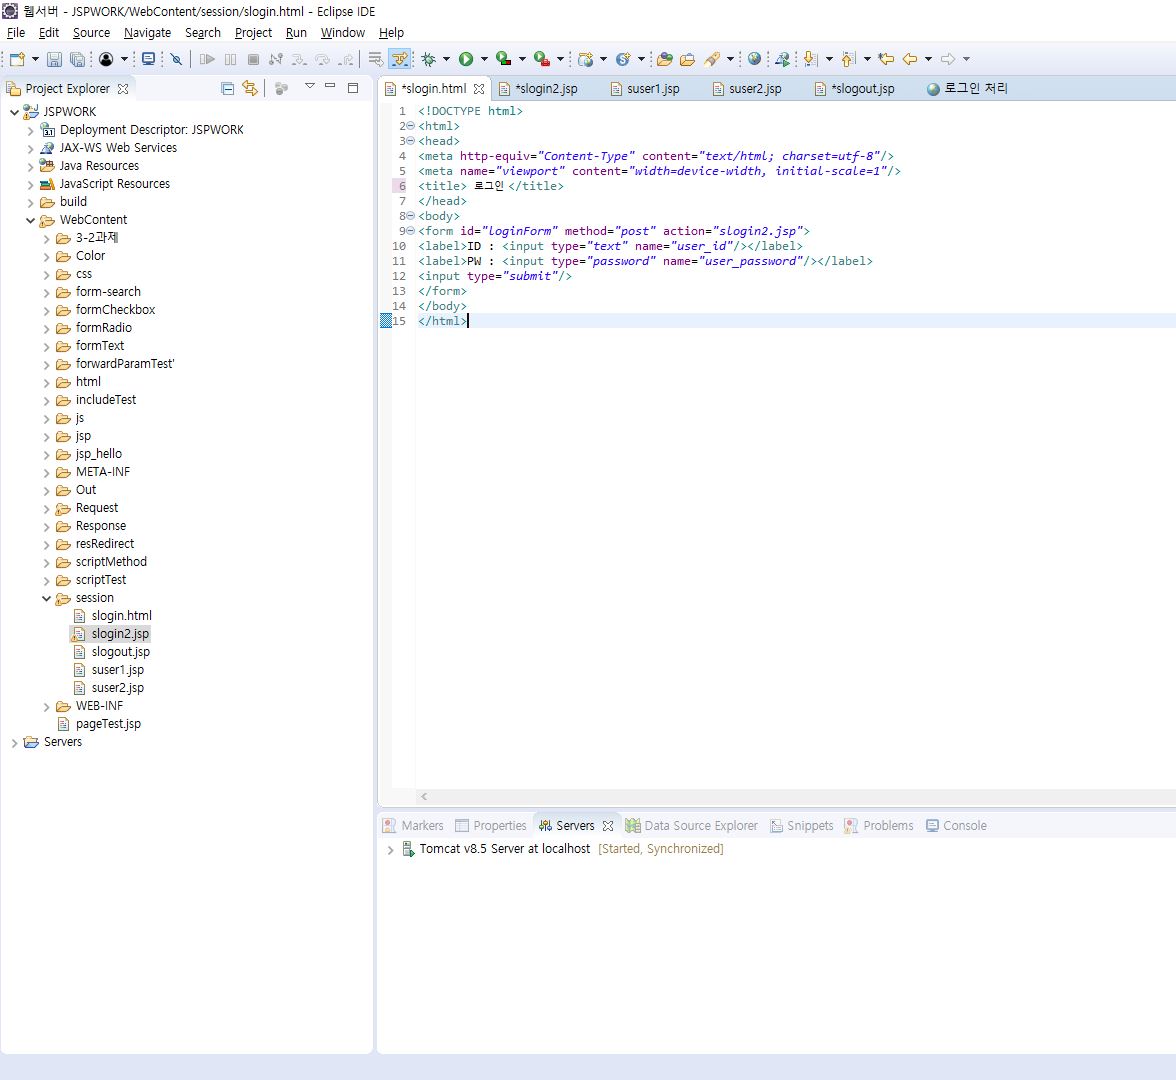 웹서버 - JSPWORK/WebContent/session/slogin.html - Eclipse IDE
File Edit Source Navigate Search Project Run Window Help
Project Explorer
JSPWORK
Deployment Descriptor: JSPWORK
JAX-WS Web Services
Java Resources
JavaScript Resources
build
WebContent
3-2과제
Color
css
form-search
formCheckbox
formRadio
formText
forwardParamTest'
html
includeTest
js
jsp
jsp_hello
META-INF
Out
Request
Response
resRedirect
scriptMethod
scriptTest
session
slogin.html
slogin2.jsp
slogout.jsp
suser1.jsp
suser2.jsp
WEB-INF
pageTest.jsp
Servers
*slogin.html *slogin2.jsp suser1.jsp suser2.jsp *slogout.jsp 로그인 처리
1 <!DOCTYPE html>
2 <html>
3 <head>
4 <meta http-equiv="Content-Type" content="text/html; charset=utf-8"/>
5 <meta name="viewport" content="width=device-width, initial-scale=1"/>
6 <title> 로그인 </title>
7 </head>
8 <body>
9 <form id="loginForm" method="post" action="slogin2.jsp">
10 <label>ID : <input type="text" name="user_id"/></label>
11 <label>PW : <input type="password" name="user_password"/></label>
12 <input type="submit"/>
13 </form>
14 </body>
15 </html>
Markers Properties Servers Data Source Explorer Snippets Problems Console
Tomcat v8.5 Server at localhost [Started, Synchronized]